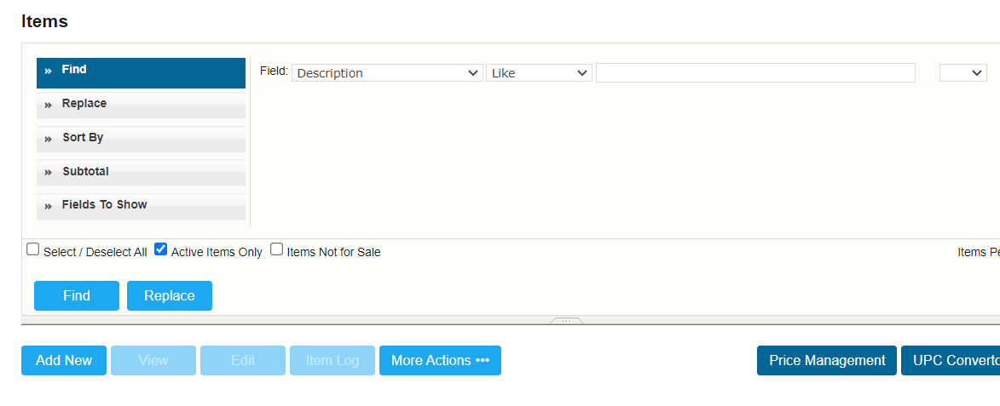 Items
Find
Field: Description Like
Replace
Sort By
Subtotal
Fields To Show
Select / Deselect All Active Items Only Items Not for Sale Items Pe
Find Replace
Add New View Edit Item Log More Actions ••• Price Management UPC Converto